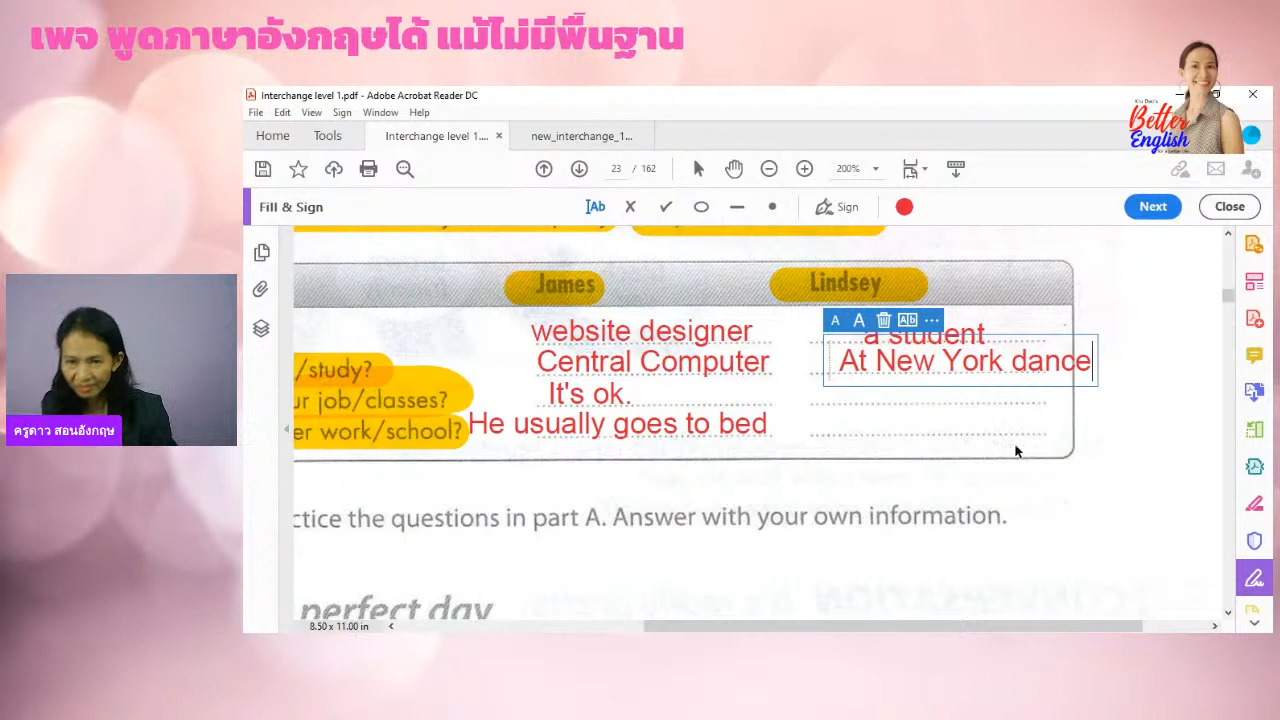 เพจ พูดภาษาอังกฤษได้ แม้ไม่มีพื้นฐาน
Kru Dao's
Better
English
Interchange level 1.pdf - Adobe Acrobat Reader DC
File Edit View Sign Window Help
Home Tools Interchange level 1.... × new_interchange_1...
23 / 162 200%
Fill & Sign Ab Sign Next Close
James Lindsey
website designer a student
/study? Central Computer At New York dance
ur job/classes? It's ok.
er work/school? He usually goes to bed
ctice the questions in part A. Answer with your own information.
perfect day
8.50 x 11.00 in
ครูดาว สอนอังกฤษ